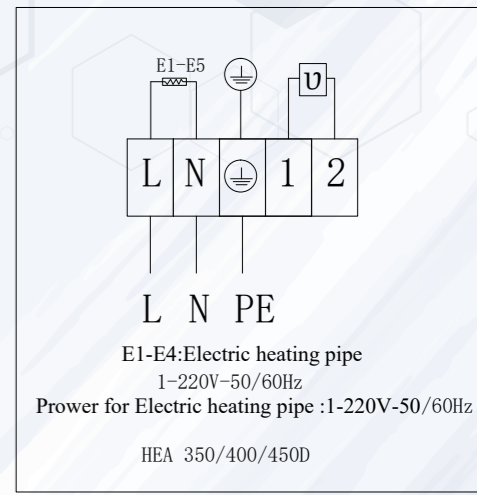 E1-E5
υ
L N 1 2
L N PE
E1-E4:Electric heating pipe
1-220V-50/60Hz
Prower for Electric heating pipe :1-220V-50/60Hz
HEA 350/400/450D